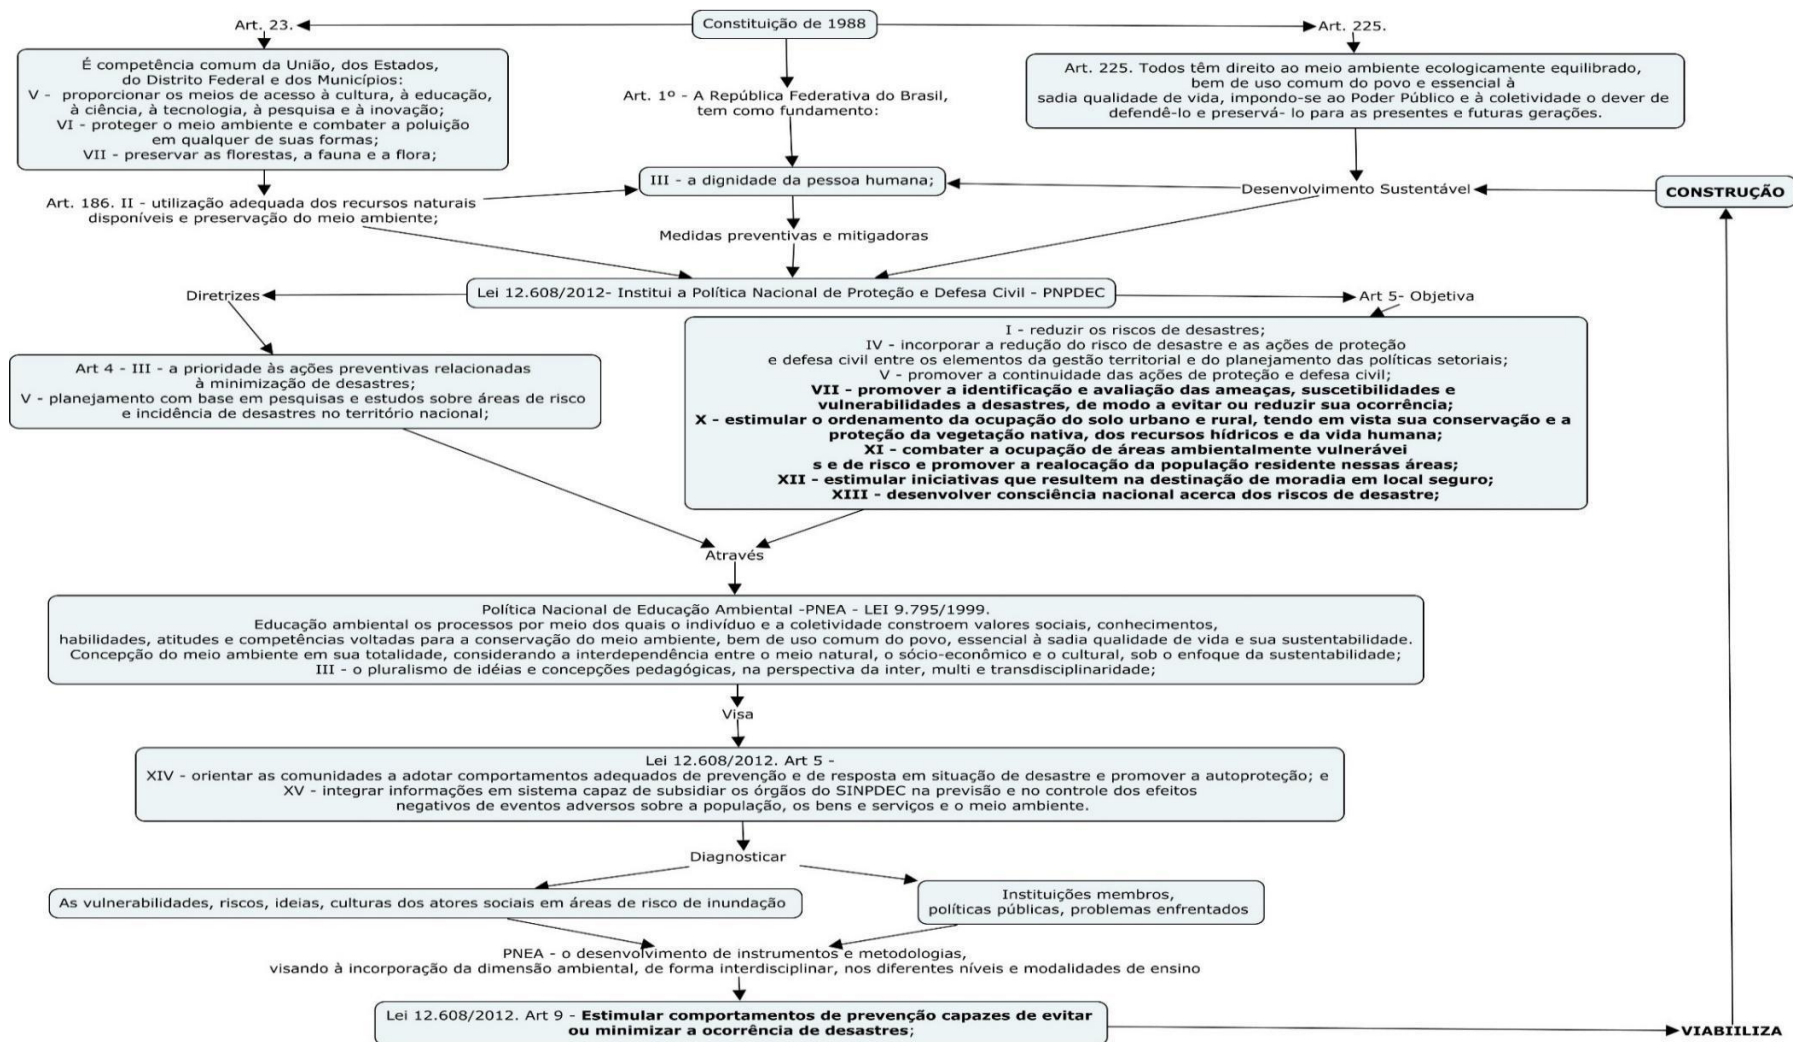 Constituição de 1988
Art. 23.
Art. 225.
É competência comum da União, dos Estados,
do Distrito Federal e dos Municípios:
V - proporcionar os meios de acesso à cultura, à educação,
à ciência, à tecnologia, à pesquisa e à inovação;
VI - proteger o meio ambiente e combater a poluição
em qualquer de suas formas;
VII - preservar as florestas, a fauna e a flora;
Art. 1º - A República Federativa do Brasil,
tem como fundamento:
Art. 225. Todos têm direito ao meio ambiente ecologicamente equilibrado,
bem de uso comum do povo e essencial à
sadia qualidade de vida, impondo-se ao Poder Público e à coletividade o dever de
defendê-lo e preservá- lo para as presentes e futuras gerações.
Art. 186. II - utilização adequada dos recursos naturais
disponíveis e preservação do meio ambiente;
III - a dignidade da pessoa humana;
Desenvolvimento Sustentável
CONSTRUÇÃO
Medidas preventivas e mitigadoras
Diretrizes
Lei 12.608/2012- Institui a Política Nacional de Proteção e Defesa Civil - PNPDEC
Art 5- Objetiva
Art 4 - III - a prioridade às ações preventivas relacionadas
à minimização de desastres;
V - planejamento com base em pesquisas e estudos sobre áreas de risco
e incidência de desastres no território nacional;
I - reduzir os riscos de desastres;
IV - incorporar a redução do risco de desastre e as ações de proteção
e defesa civil entre os elementos da gestão territorial e do planejamento das políticas setoriais;
V - promover a continuidade das ações de proteção e defesa civil;
VII - promover a identificação e avaliação das ameaças, suscetibilidades e
vulnerabilidades a desastres, de modo a evitar ou reduzir sua ocorrência;
X - estimular o ordenamento da ocupação do solo urbano e rural, tendo em vista sua conservação e a
proteção da vegetação nativa, dos recursos hídricos e da vida humana;
XI - combater a ocupação de áreas ambientalmente vulnerávei
s e de risco e promover a realocação da população residente nessas áreas;
XII - estimular iniciativas que resultem na destinação de moradia em local seguro;
XIII - desenvolver consciência nacional acerca dos riscos de desastre;
Através
Política Nacional de Educação Ambiental -PNEA - LEI 9.795/1999.
Educação ambiental os processos por meio dos quais o indivíduo e a coletividade constroem valores sociais, conhecimentos,
habilidades, atitudes e competências voltadas para a conservação do meio ambiente, bem de uso comum do povo, essencial à sadia qualidade de vida e sua sustentabilidade.
Concepção do meio ambiente em sua totalidade, considerando a interdependência entre o meio natural, o sócio-econômico e o cultural, sob o enfoque da sustentabilidade;
III - o pluralismo de idéias e concepções pedagógicas, na perspectiva da inter, multi e transdisciplinaridade;
Visa
Lei 12.608/2012. Art 5 -
XIV - orientar as comunidades a adotar comportamentos adequados de prevenção e de resposta em situação de desastre e promover a autoproteção; e
XV - integrar informações em sistema capaz de subsidiar os órgãos do SINPDEC na previsão e no controle dos efeitos
negativos de eventos adversos sobre a população, os bens e serviços e o meio ambiente.
Diagnosticar
As vulnerabilidades, riscos, ideias, culturas dos atores sociais em áreas de risco de inundação
Instituições membros,
políticas públicas, problemas enfrentados
PNEA - o desenvolvimento de instrumentos e metodologias,
visando à incorporação da dimensão ambiental, de forma interdisciplinar, nos diferentes níveis e modalidades de ensino
Lei 12.608/2012. Art 9 - Estimular comportamentos de prevenção capazes de evitar
ou minimizar a ocorrência de desastres;
VIABIILIZA